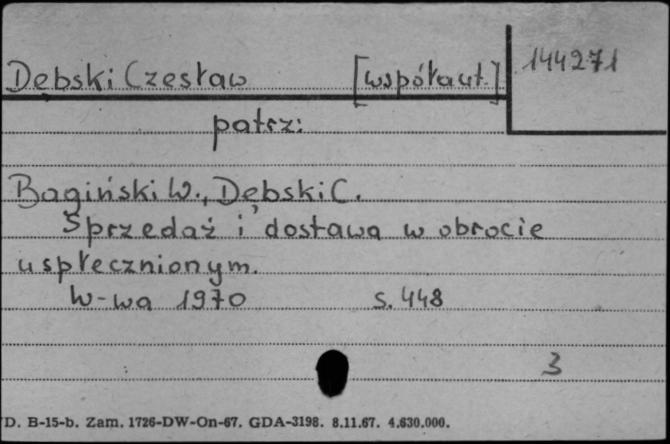 Dębski Czesław [współaut.] 144271
patrz:
Bagiński W., Dębski C.
Sprzedaż i dostawa w obrocie
uspłecznionym.
W-wa 1970 s. 448
3
D. B-15-b. Zam. 1726-DW-On-67. GDA-3198. 8.11.67. 4.630.000.